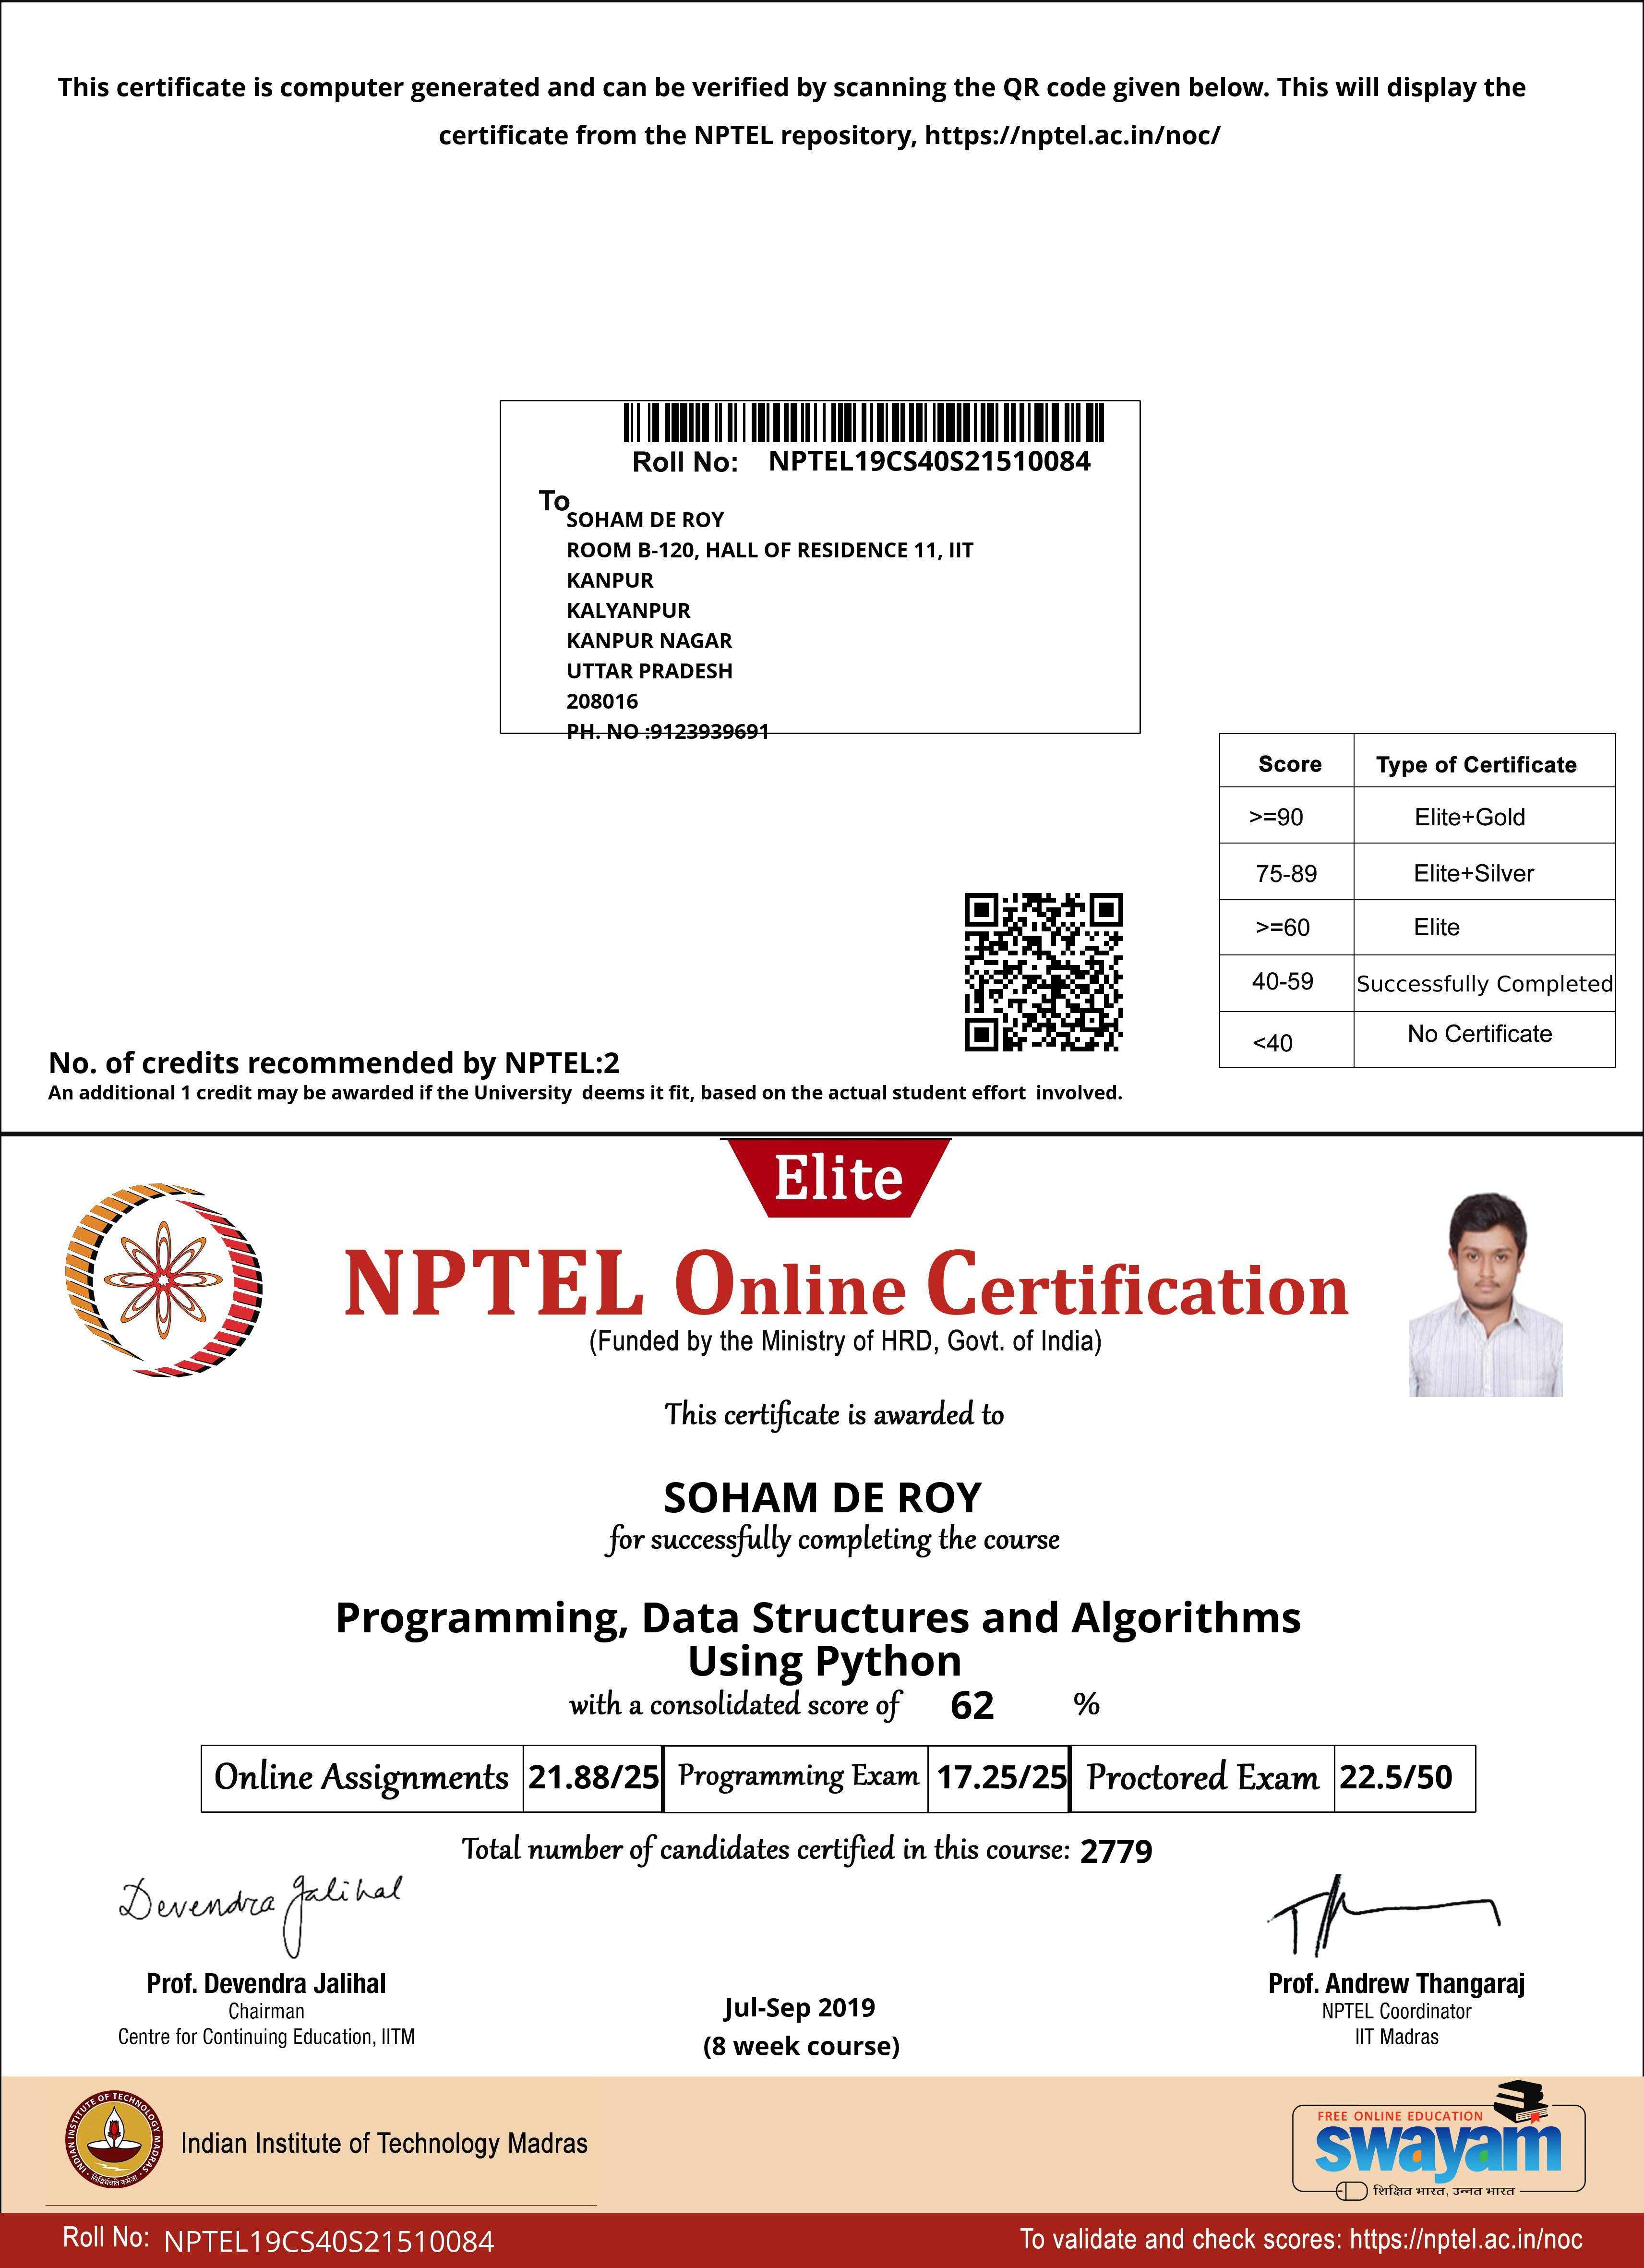 This certificate is computer generated and can be verified by scanning the QR code given below. This will display the
certificate from the NPTEL repository, https://nptel.ac.in/noc/
Roll No: NPTEL19CS40S21510084
To
SOHAM DE ROY
ROOM B-120, HALL OF RESIDENCE 11, IIT
KANPUR
KALYANPUR
KANPUR NAGAR
UTTAR PRADESH
208016
PH. NO :9123939691
Score Type of Certificate
>=90 Elite+Gold
75-89 Elite+Silver
>=60 Elite
40-59 Successfully Completed
<40 No Certificate
No. of credits recommended by NPTEL:2
An additional 1 credit may be awarded if the University deems it fit, based on the actual student effort involved.
Elite
NPTEL Online Certification
(Funded by the Ministry of HRD, Govt. of India)
This certificate is awarded to
SOHAM DE ROY
for successfully completing the course
Programming, Data Structures and Algorithms
Using Python
with a consolidated score of 62 %
Online Assignments 21.88/25 Programming Exam 17.25/25 Proctored Exam 22.5/50
Total number of candidates certified in this course: 2779
Devendra Jalihal
Prof. Devendra Jalihal
Chairman
Centre for Continuing Education, IITM
Jul-Sep 2019
(8 week course)
Prof. Andrew Thangaraj
NPTEL Coordinator
IIT Madras
INDIAN INSTITUTE OF TECHNOLOGY MADRAS
सिद्धिर्भवति कर्मजा
Indian Institute of Technology Madras
FREE ONLINE EDUCATION
swayam
शिक्षित भारत, उन्नत भारत
Roll No: NPTEL19CS40S21510084
To validate and check scores: https://nptel.ac.in/noc